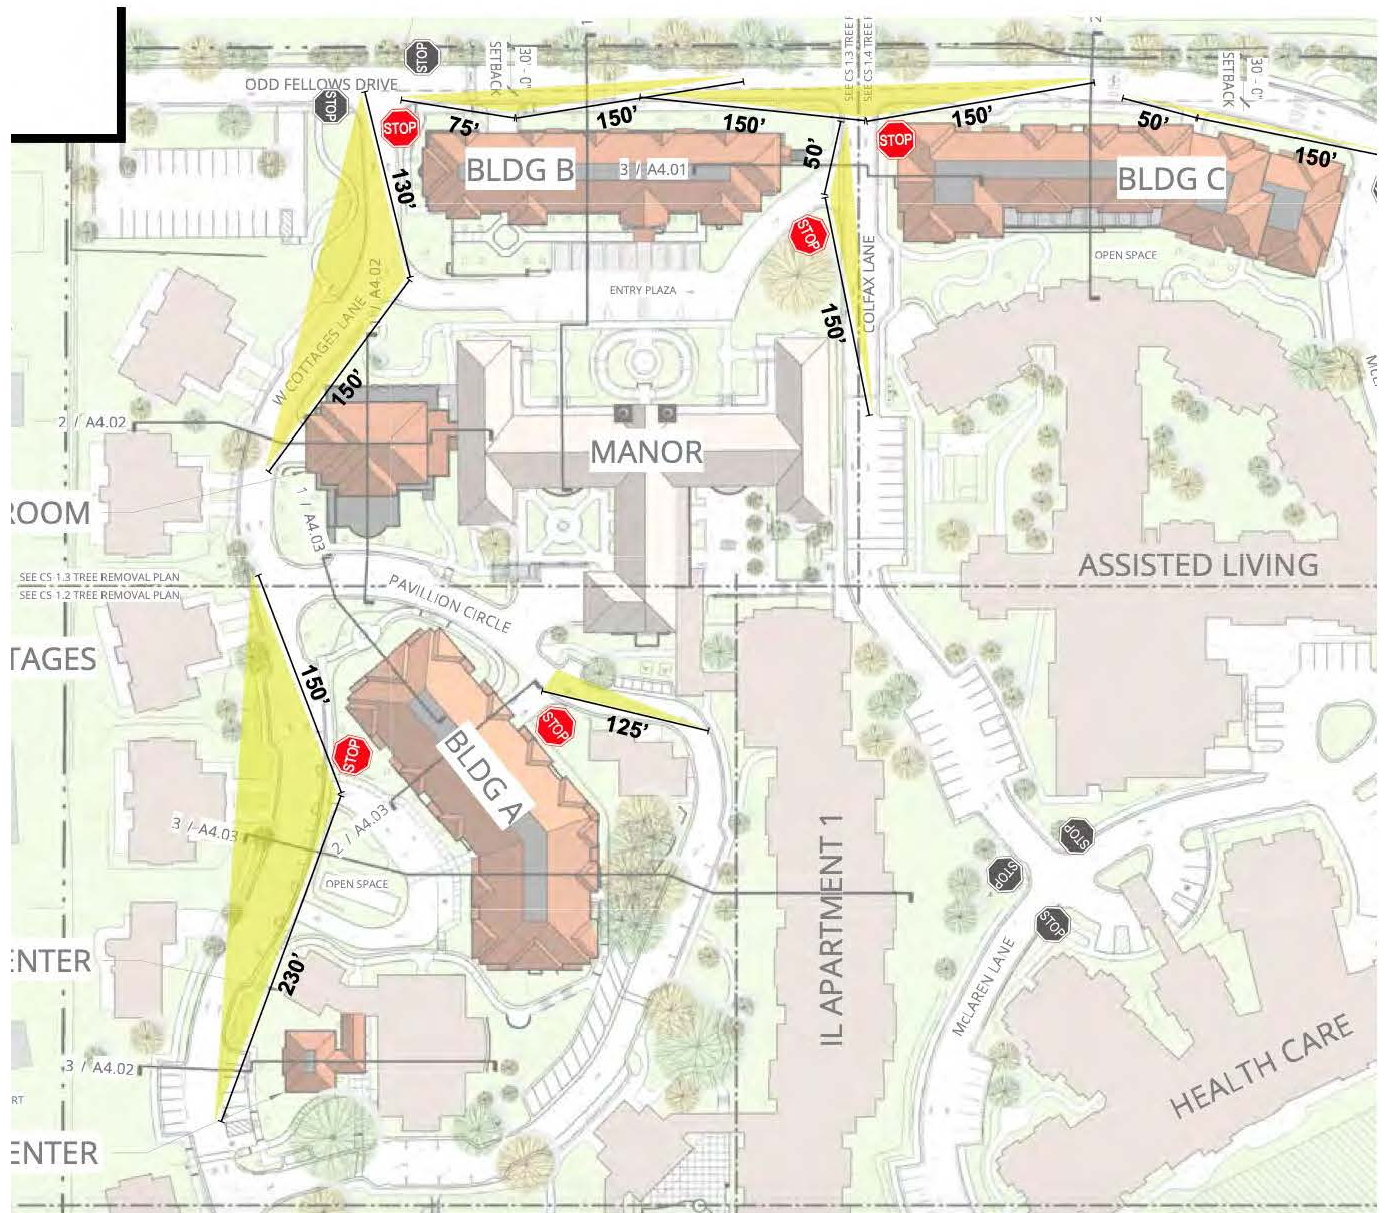 1
2
STOP
30' - 0"
SETBACK
SEE CS 1.3 TREE
SEE CS 1.4 TREE
30' - 0"
SETBACK
ODD FELLOWS DRIVE
STOP
STOP
75'
150'
150'
150'
50'
150'
STOP
50'
130'
BLDG B
3 / A4.01
BLDG C
STOP
COLFAX LANE
OPEN SPACE
ENTRY PLAZA
/ A4.02
W COTTAGES LANE
150'
150'
2 / A4.02
MANOR
ROOM
1 / A4.03
ASSISTED LIVING
SEE CS 1.3 TREE REMOVAL PLAN
SEE CS 1.2 TREE REMOVAL PLAN
PAVILLION CIRCLE
TAGES
150'
STOP
125'
STOP
BLDG A
3 / A4.03
2 / A4.03
OPEN SPACE
IL APARTMENT 1
STOP
STOP
STOP
ENTER
230'
McLAREN LANE
HEALTH CARE
3 / A4.02
RT
ENTER